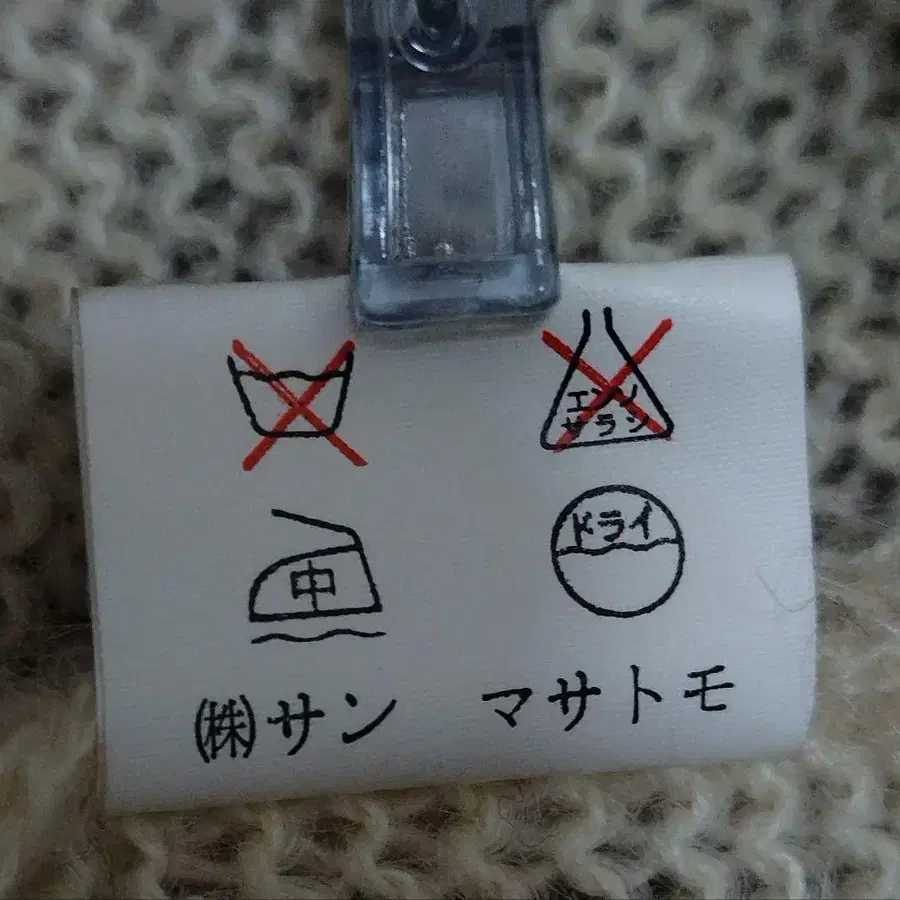 エンソ
サラシ
中
ドライ
㈱サン マサトモ